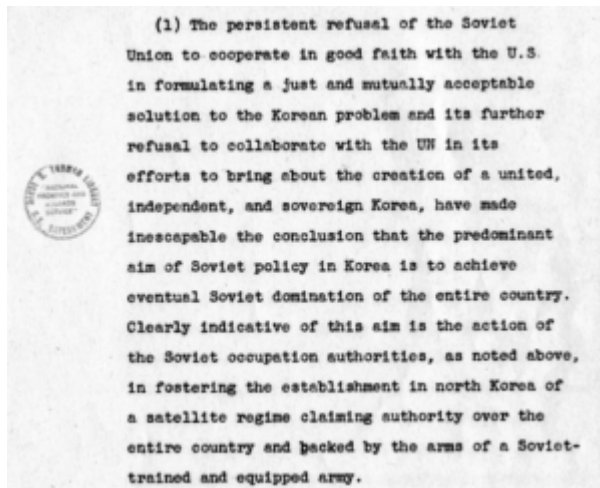 (1) The persistent refusal of the Soviet
Union to cooperate in good faith with the U.S.
in formulating a just and mutually acceptable
solution to the Korean problem and its further
refusal to collaborate with the UN in its
efforts to bring about the creation of a united,
independent, and sovereign Korea, have made
inescapable the conclusion that the predominant
aim of Soviet policy in Korea is to achieve
eventual Soviet domination of the entire country.
Clearly indicative of this aim is the action of
the Soviet occupation authorities, as noted above,
in fostering the establishment in north Korea of
a satellite regime claiming authority over the
entire country and backed by the arms of a Soviet-
trained and equipped army.